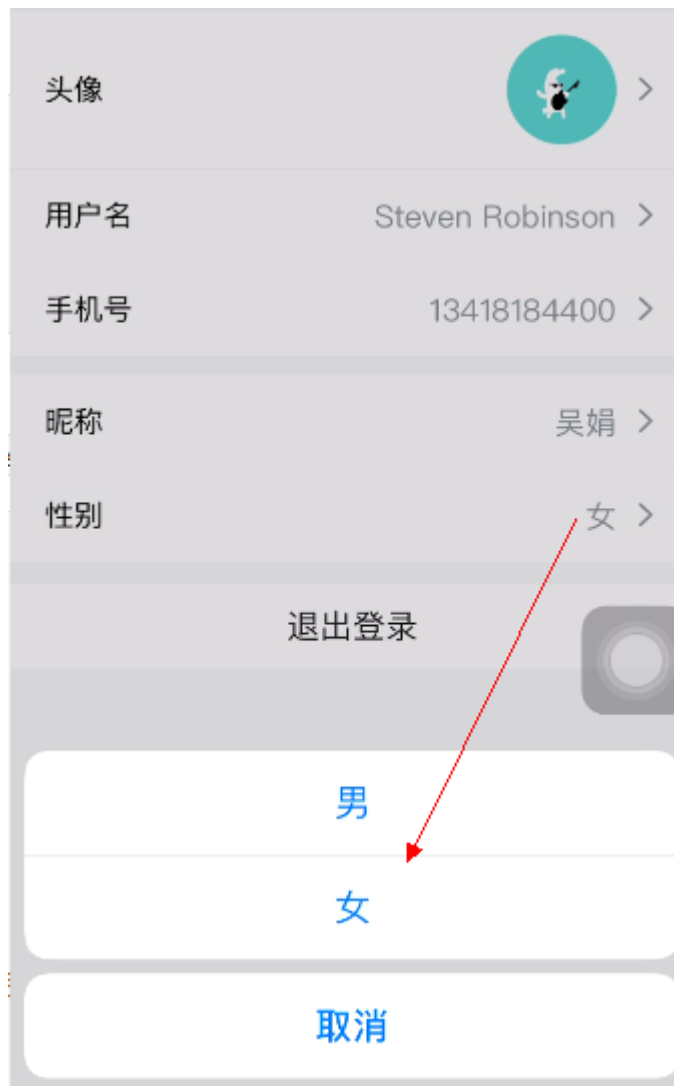 头像
用户名 Steven Robinson
手机号 13418184400
昵称 吴娟
性别 女
退出登录
男
女
取消